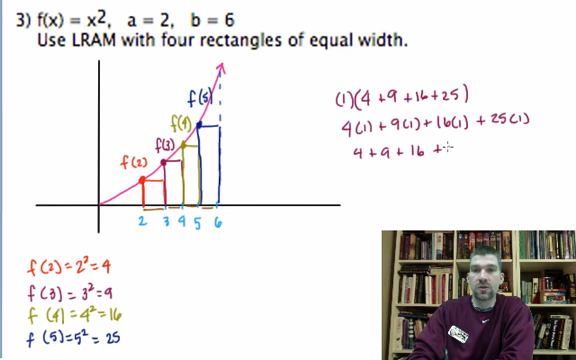 3) f(x) = x², a = 2, b = 6
Use LRAM with four rectangles of equal width.
f(5)
f(4)
f(3)
f(2)
2 3 4 5 6
(1)(4 + 9 + 16 + 25)
4(1) + 9(1) + 16(1) + 25(1)
4 + 9 + 16 +
f(2) = 2² = 4
f(3) = 3² = 9
f(4) = 4² = 16
f(5) = 5² = 25